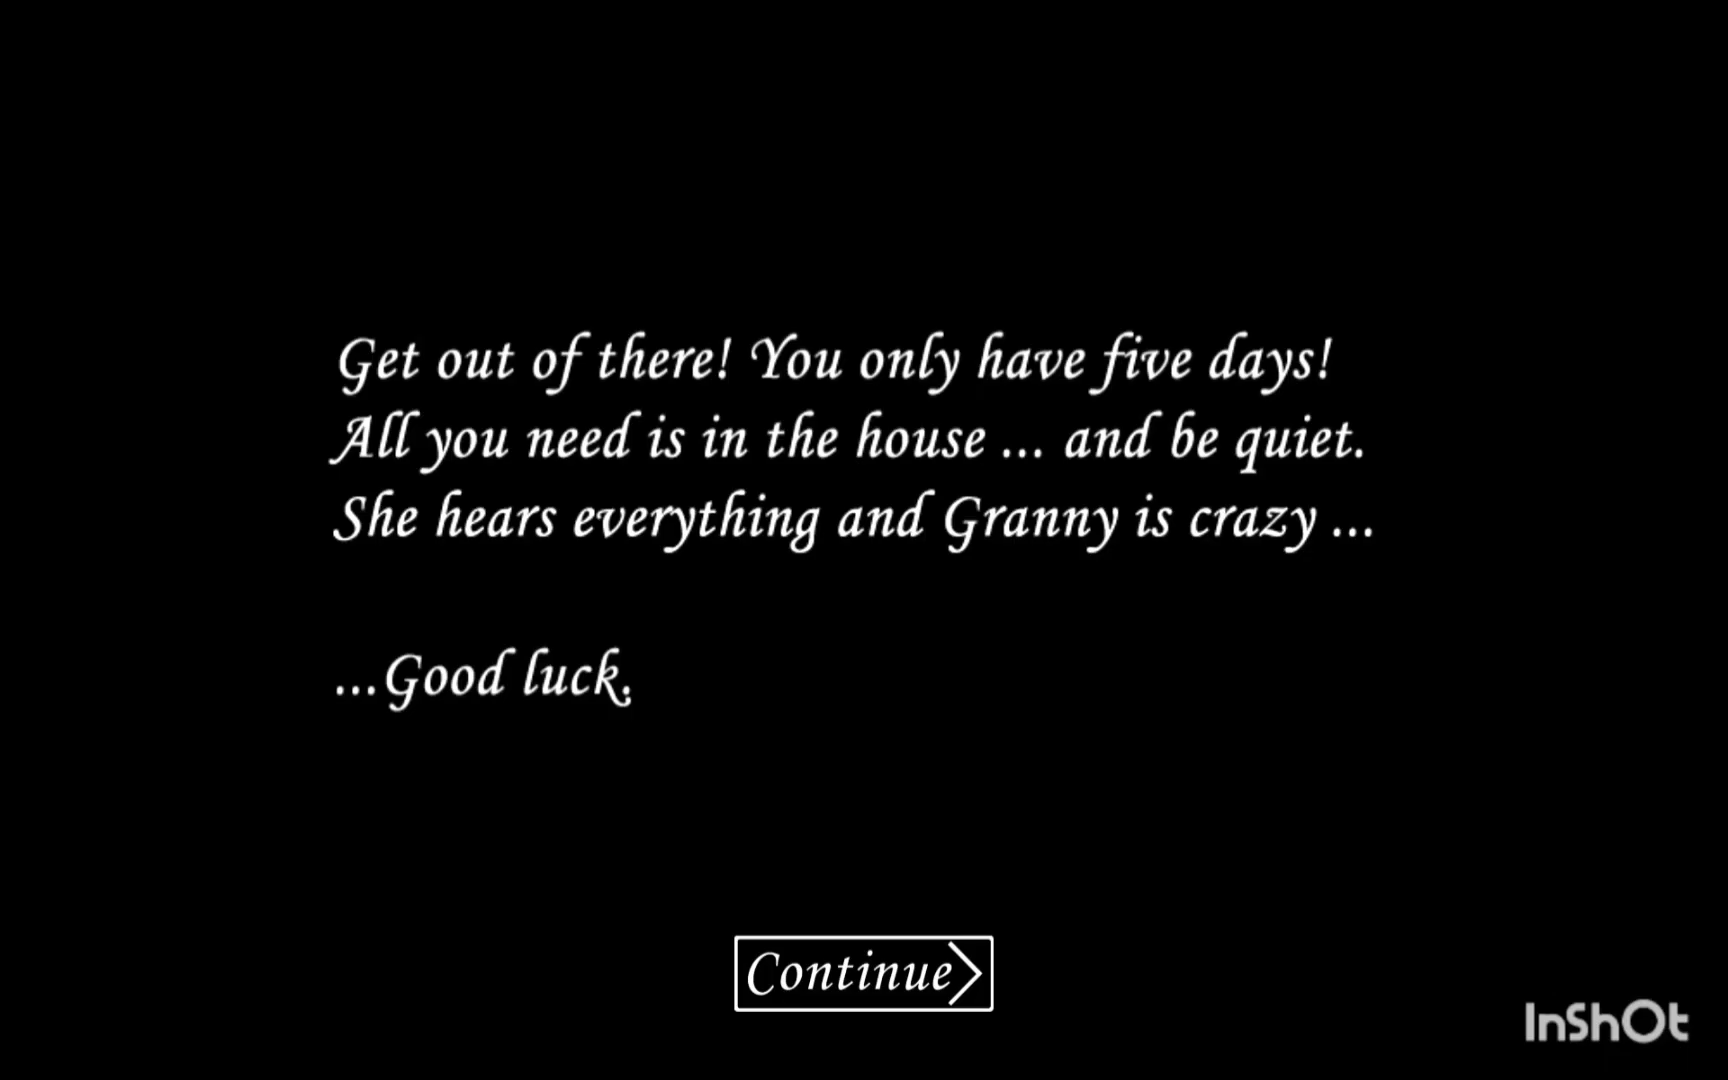 Get out of there! You only have five days!
All you need is in the house ... and be quiet.
She hears everything and Granny is crazy ...
...Good luck.
Continue
InShOt